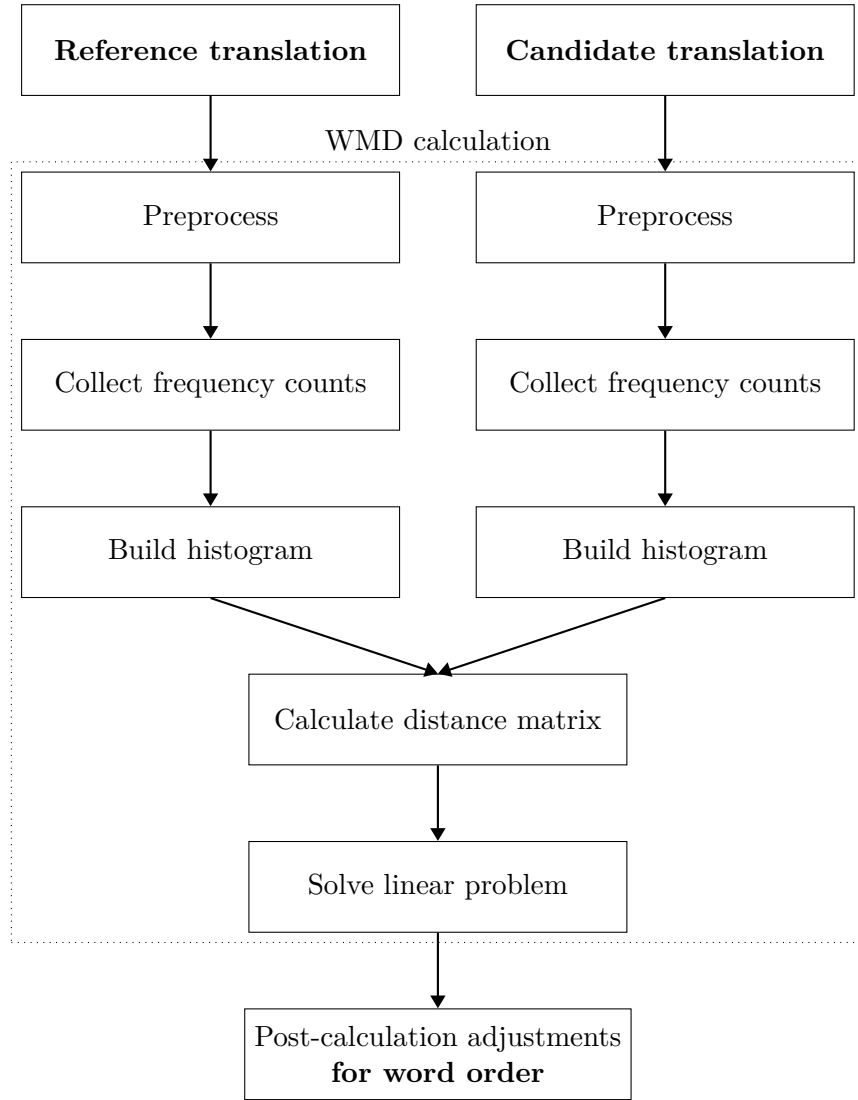 Reference translation
Candidate translation
WMD calculation
Preprocess
Preprocess
Collect frequency counts
Collect frequency counts
Build histogram
Build histogram
Calculate distance matrix
Solve linear problem
Post-calculation adjustments
for word order